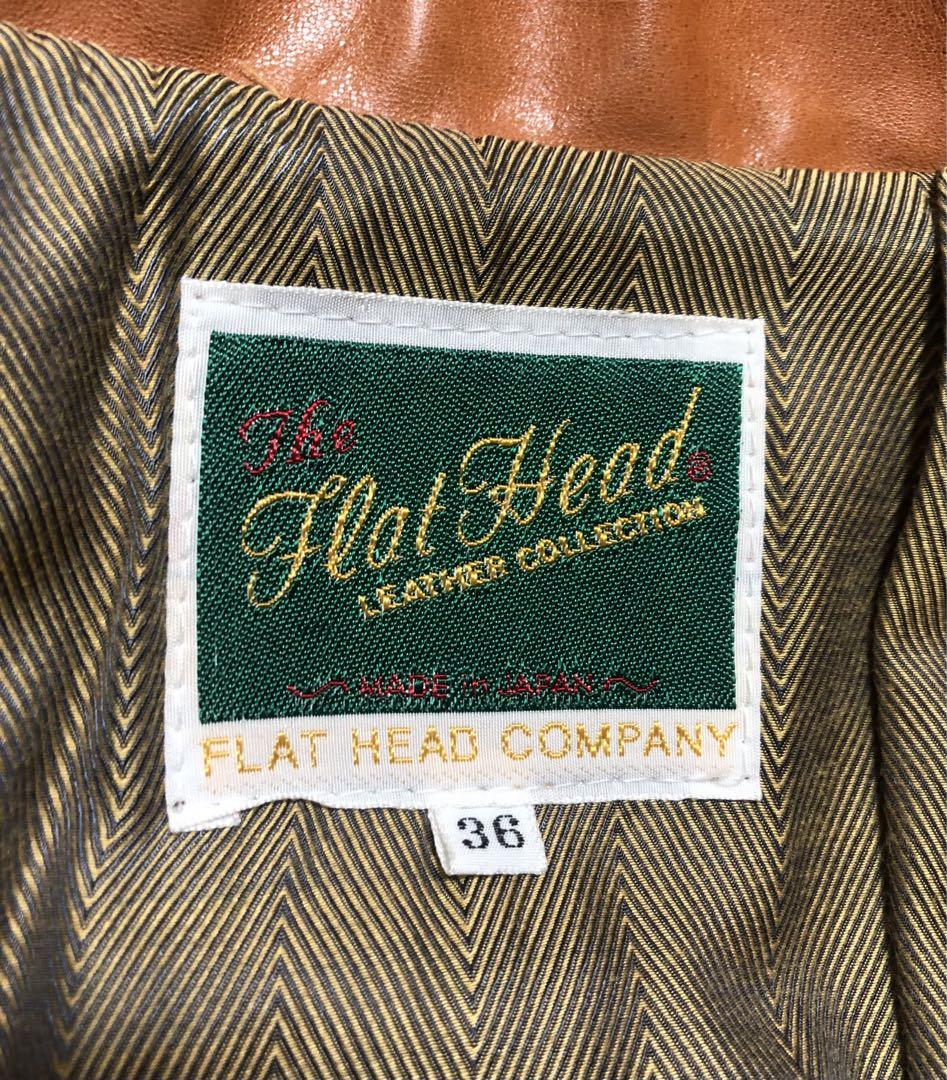 The
Flat Head®
LEATHER COLLECTION
MADE in JAPAN
FLAT HEAD COMPANY
36